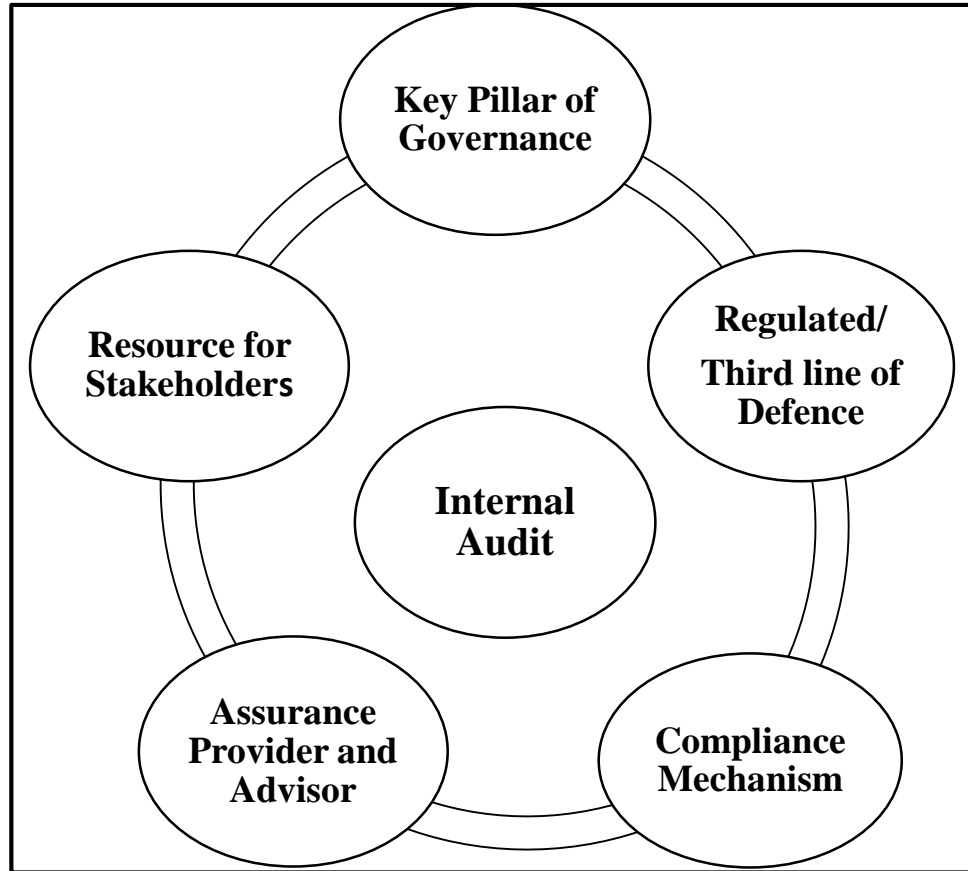 Key Pillar of
Governance
Regulated/
Third line of
Defence
Compliance
Mechanism
Assurance
Provider and
Advisor
Resource for
Stakeholders
Internal
Audit